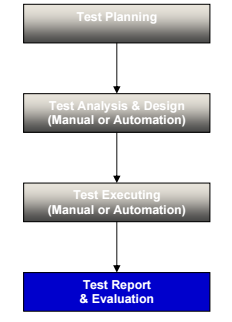 Test Planning
Test Analysis & Design
(Manual or Automation)
Test Executing
(Manual or Automation)
Test Report
& Evaluation